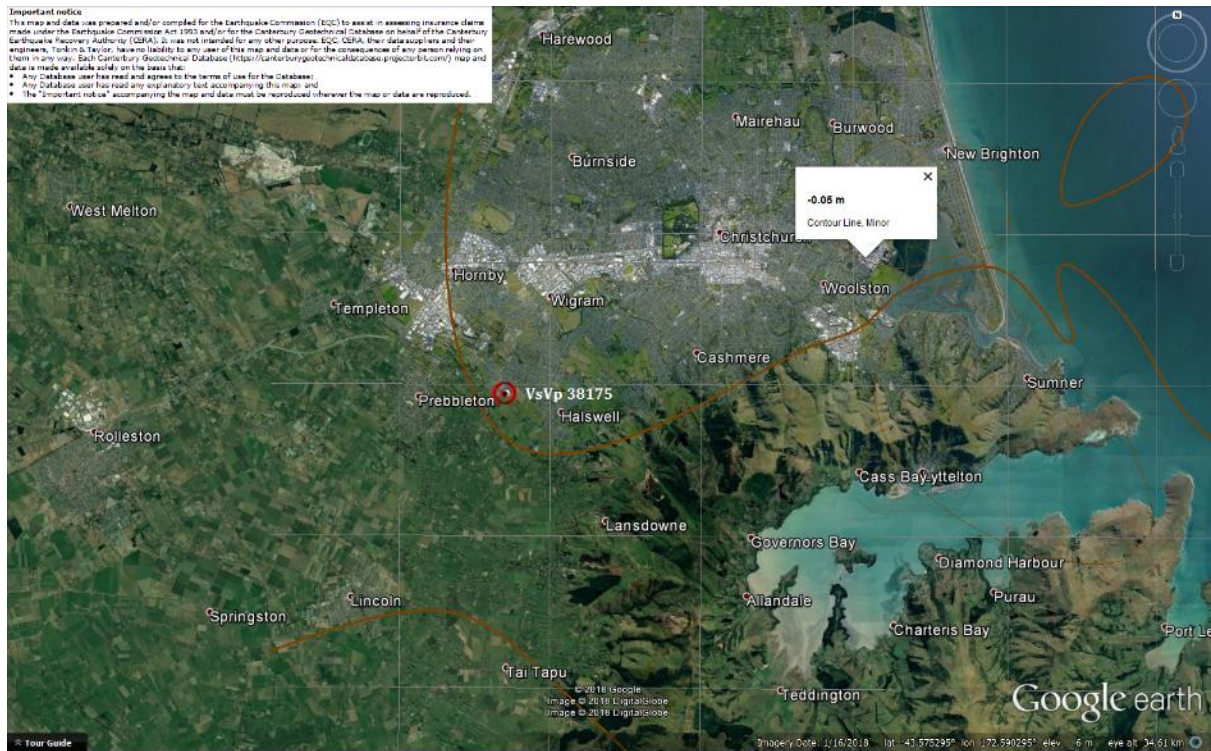 Important notice
This map and data was prepared and/or compiled for the Earthquake Commission (EQC) to assist in assessing insurance claims
made under the Earthquake Commission Act 1993 and/or for the Canterbury Geotechnical Database on behalf of the Canterbury
Earthquake Recovery Authority (CERA). It was not intended for any other purpose. EQC, CERA, their data suppliers and their
engineers, Tonkin & Taylor, have no liability to any user of this map and data or for the consequences of any person relying on
them in any way. Each Canterbury Geotechnical Database (https://canterburygeotechnicaldatabase.projectorbit.com/) map and
data is made available solely on the basis that:
• Any Database user has read and agrees to the terms of use for the Database;
• Any Database user has read any explanatory text accompanying this map; and
• The "Important notice" accompanying the map and data must be reproduced wherever the map or data are reproduced.
N
Harewood
Mairehau
Burwood
New Brighton
Burnside
West Melton
-0.05 m
Contour Line, Minor
Christchurch
Hornby
Wigram
Woolston
Templeton
Cashmere
Sumner
Prebbleton
VsVp 38175
Halswell
Rolleston
Cass Bay
Lyttelton
Lansdowne
Governors Bay
Diamond Harbour
Lincoln
Allandale
Purau
Springston
Charteris Bay
Port Le
Tai Tapu
Teddington
© 2018 Google
Image © 2018 DigitalGlobe
Image © 2018 DigitalGlobe
Google earth
Tour Guide
Imagery Date: 1/16/2018 lat -43.575295° lon 172.590295° elev 6 m eye alt 34.61 km